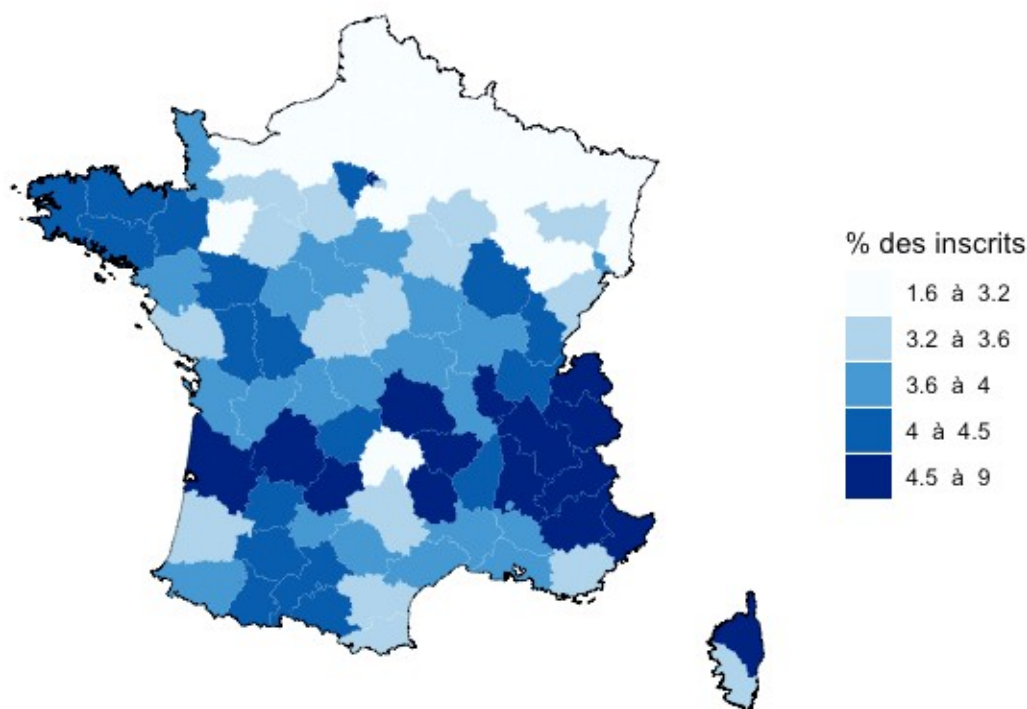 % des inscrits
1.6 à 3.2
3.2 à 3.6
3.6 à 4
4 à 4.5
4.5 à 9